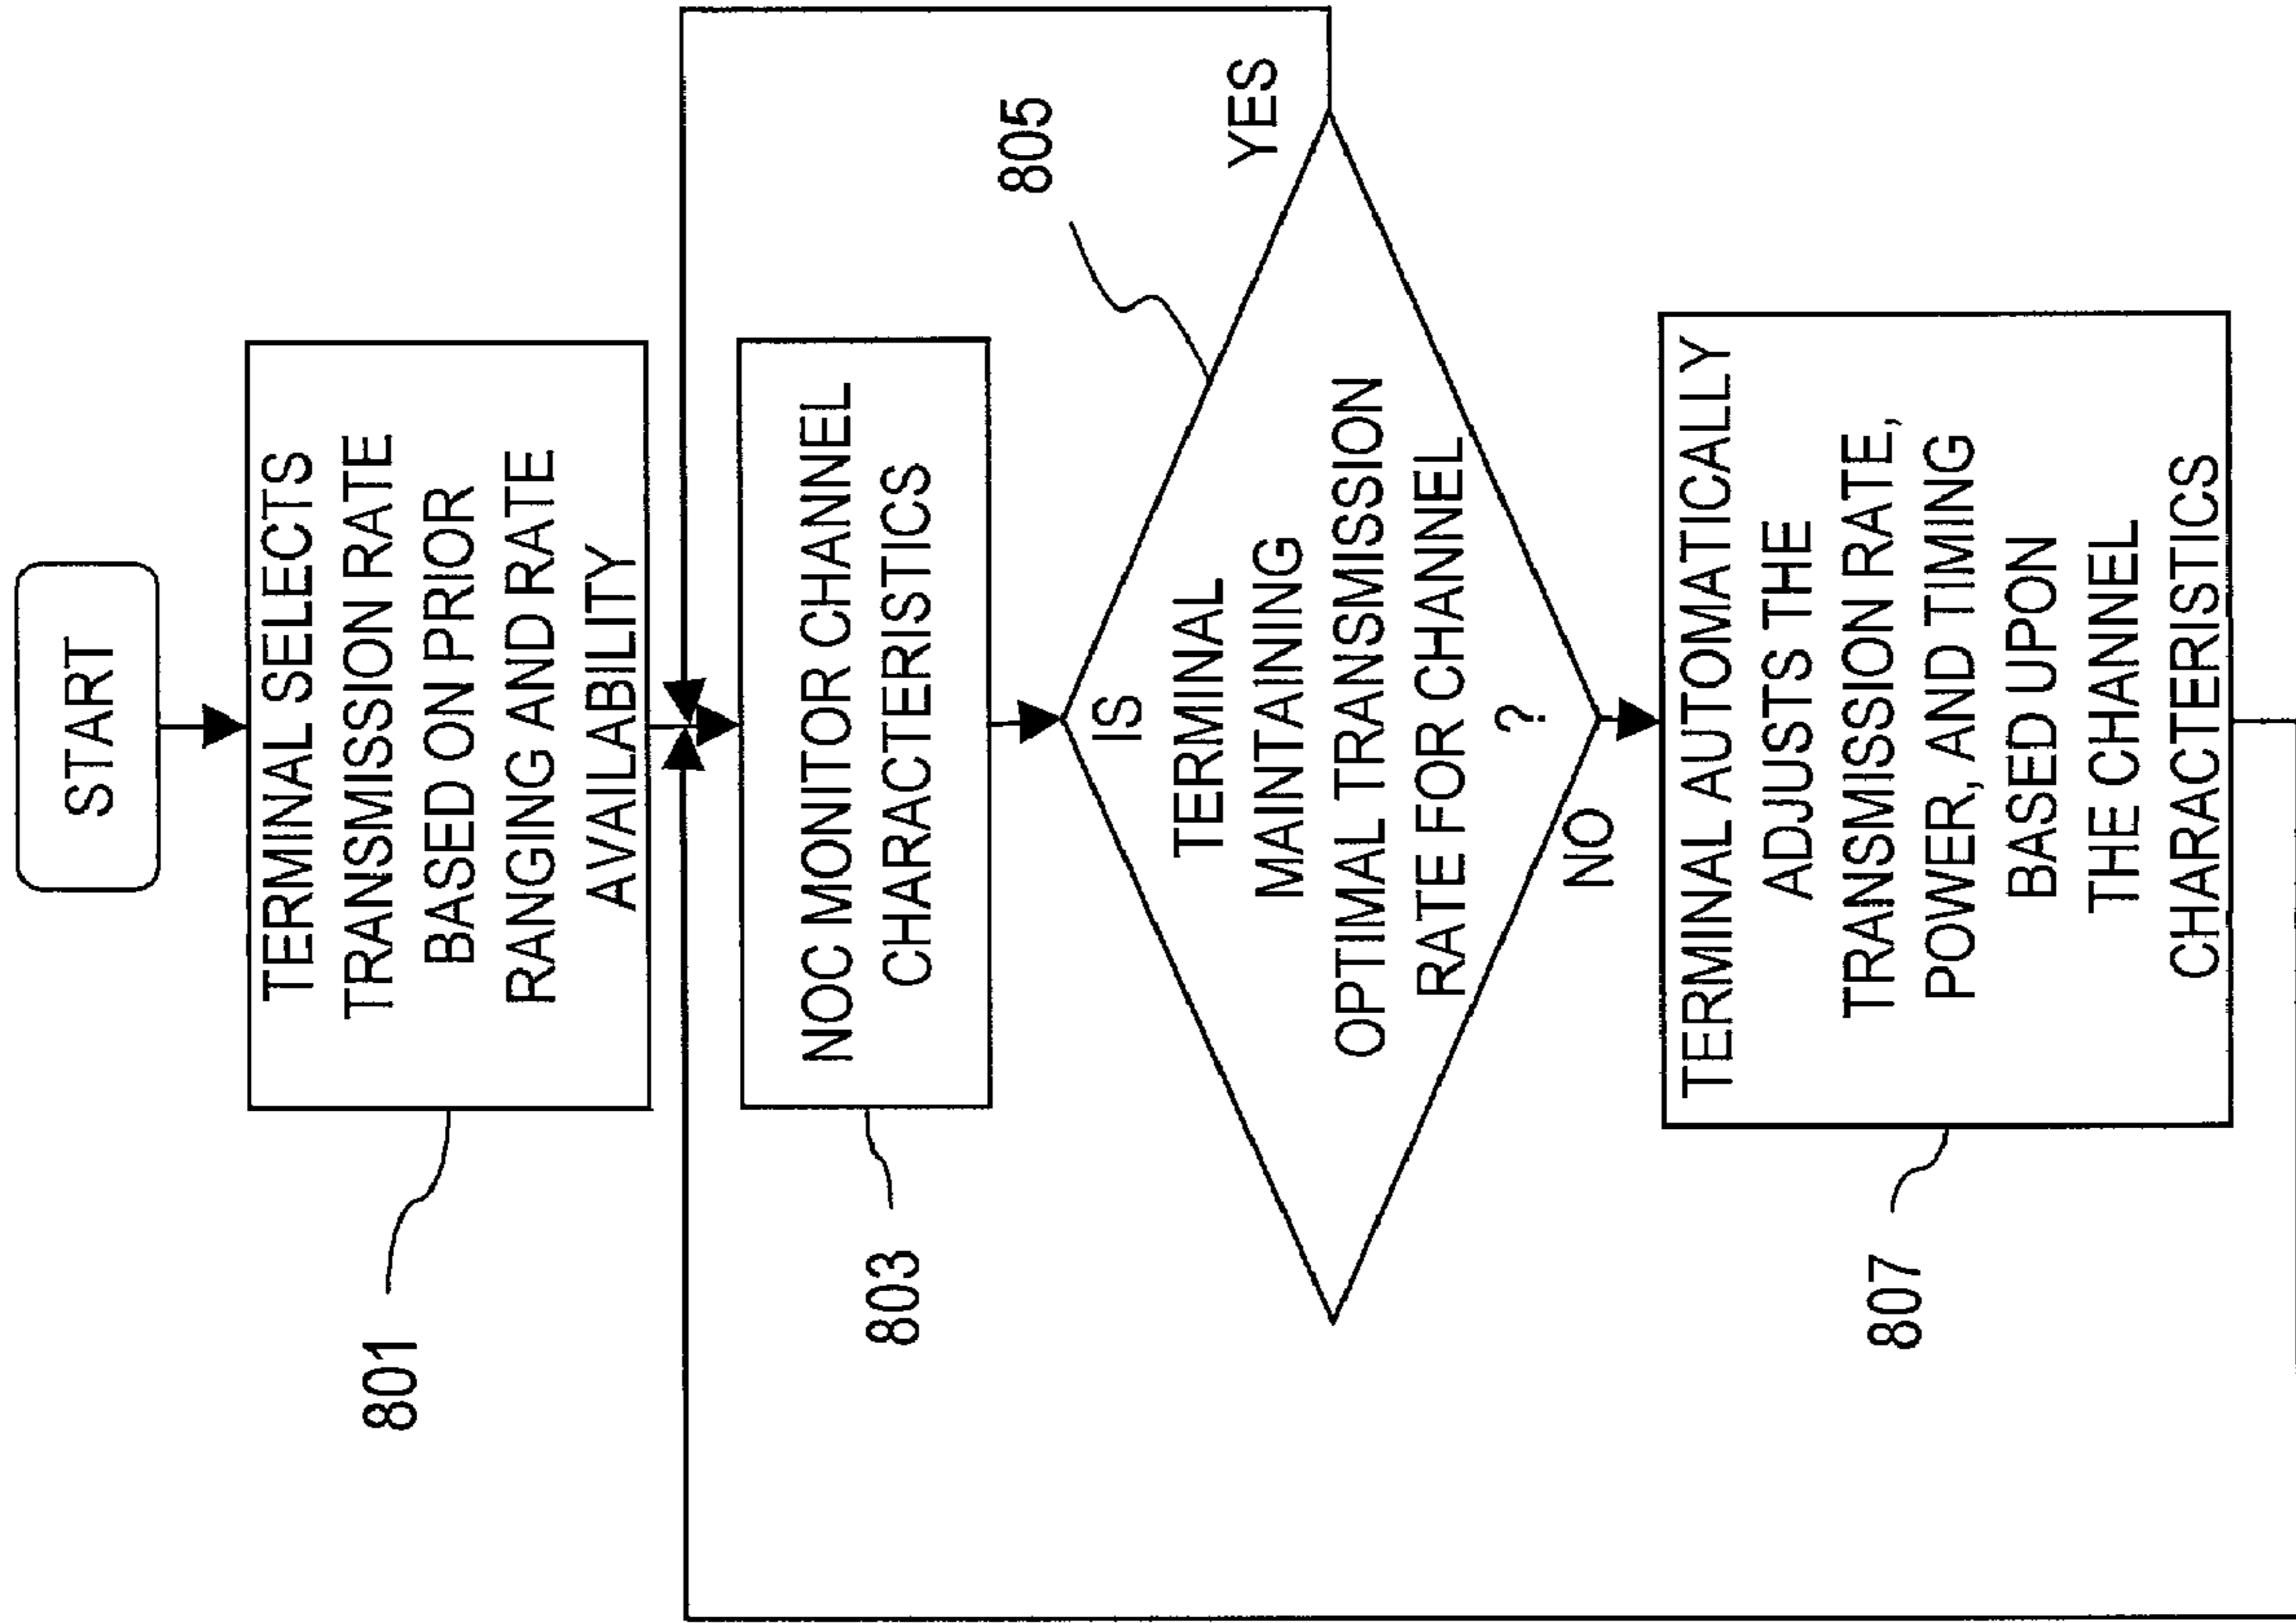 START
TERMINAL SELECTS
TRANSMISSION RATE
BASED ON PRIOR
RANGING AND RATE
AVAILABILITY
801
NOC MONITOR CHANNEL
CHARACTERISTICS
803
805
IS
TERMINAL
MAINTAINING
OPTIMAL TRANSMISSION
RATE FOR CHANNEL
?
YES
NO
TERMINAL AUTOMATICALLY
ADJUSTS THE
TRANSMISSION RATE,
POWER, AND TIMING
BASED UPON
THE CHANNEL
CHARACTERISTICS
807